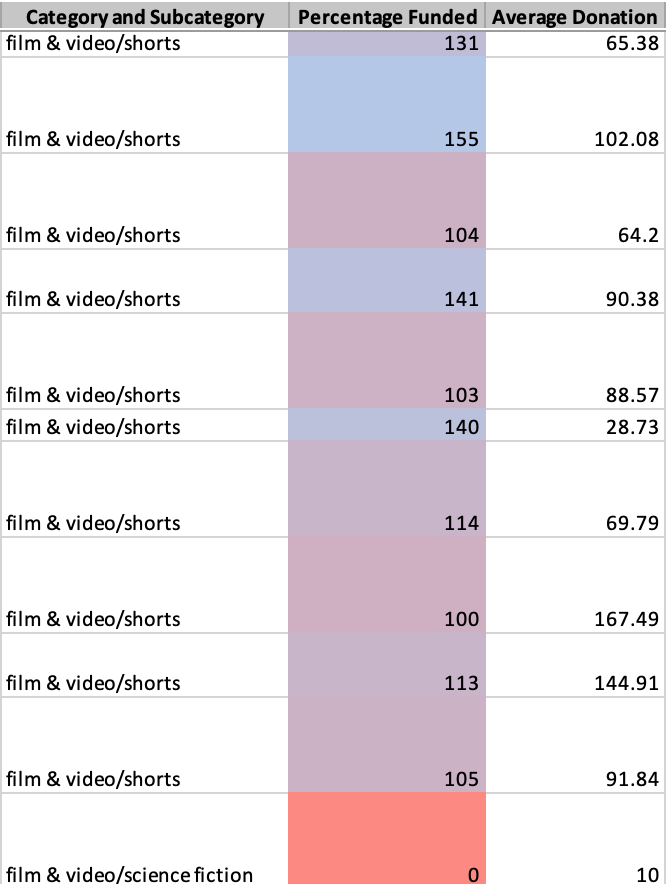 Category and Subcategory Percentage Funded Average Donation
film & video/shorts 131 65.38
film & video/shorts 155 102.08
film & video/shorts 104 64.2
film & video/shorts 141 90.38
film & video/shorts 103 88.57
film & video/shorts 140 28.73
film & video/shorts 114 69.79
film & video/shorts 100 167.49
film & video/shorts 113 144.91
film & video/shorts 105 91.84
film & video/science fiction 0 10